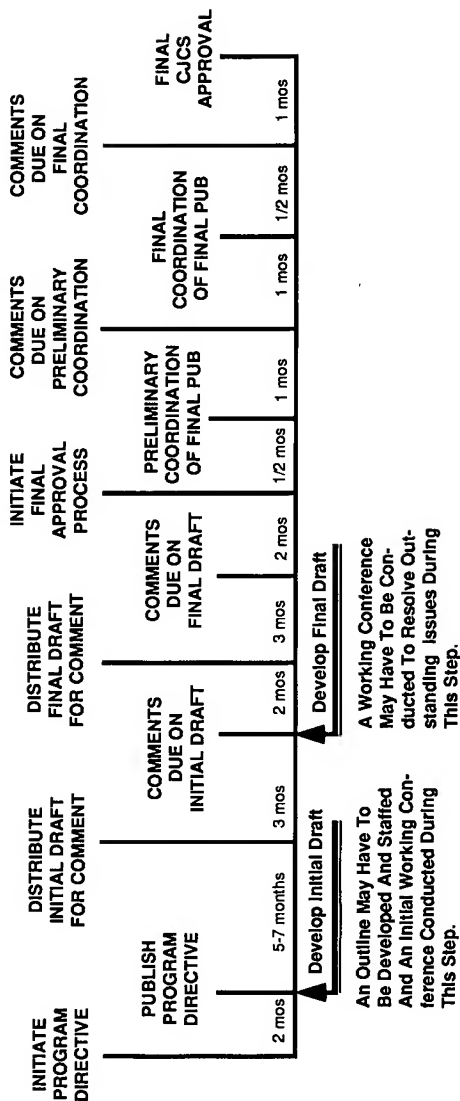 INITIATE
PROGRAM
DIRECTIVE
DISTRIBUTE
INITIAL DRAFT
FOR COMMENT
DISTRIBUTE
FINAL DRAFT
FOR COMMENT
INITIATE
FINAL
APPROVAL
PROCESS
COMMENTS
DUE ON
PRELIMINARY
COORDINATION
COMMENTS
DUE ON
FINAL
COORDINATION
PUBLISH
PROGRAM
DIRECTIVE
COMMENTS
DUE ON
INITIAL DRAFT
COMMENTS
DUE ON
FINAL DRAFT
PRELIMINARY
COORDINATION
OF FINAL PUB
FINAL
COORDINATION
OF FINAL PUB
FINAL
CJCS
APPROVAL
2 mos
5-7 months
3 mos
2 mos
3 mos
2 mos
1/2 mos
1 mos
1 mos
1/2 mos
1 mos
Develop Initial Draft
An Outline May Have To
Be Developed And Staffed
And An Initial Working Con-
ference Conducted During
This Step.
Develop Final Draft
A Working Conference
May Have To Be Con-
ducted To Resolve Out-
standing Issues During
This Step.